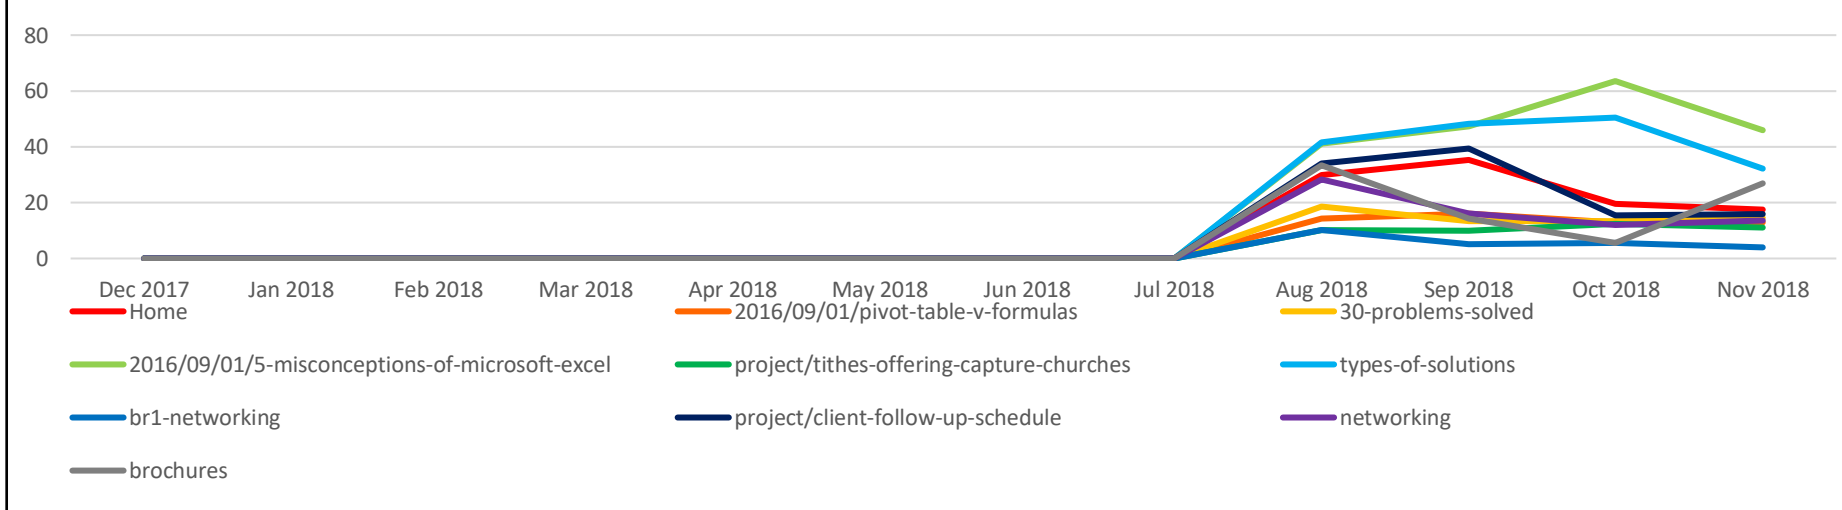 80
60
40
20
0
Dec 2017 Jan 2018 Feb 2018 Mar 2018 Apr 2018 May 2018 Jun 2018 Jul 2018 Aug 2018 Sep 2018 Oct 2018 Nov 2018
Home 2016/09/01/pivot-table-v-formulas 30-problems-solved
2016/09/01/5-misconceptions-of-microsoft-excel project/tithes-offering-capture-churches types-of-solutions
br1-networking project/client-follow-up-schedule networking
brochures